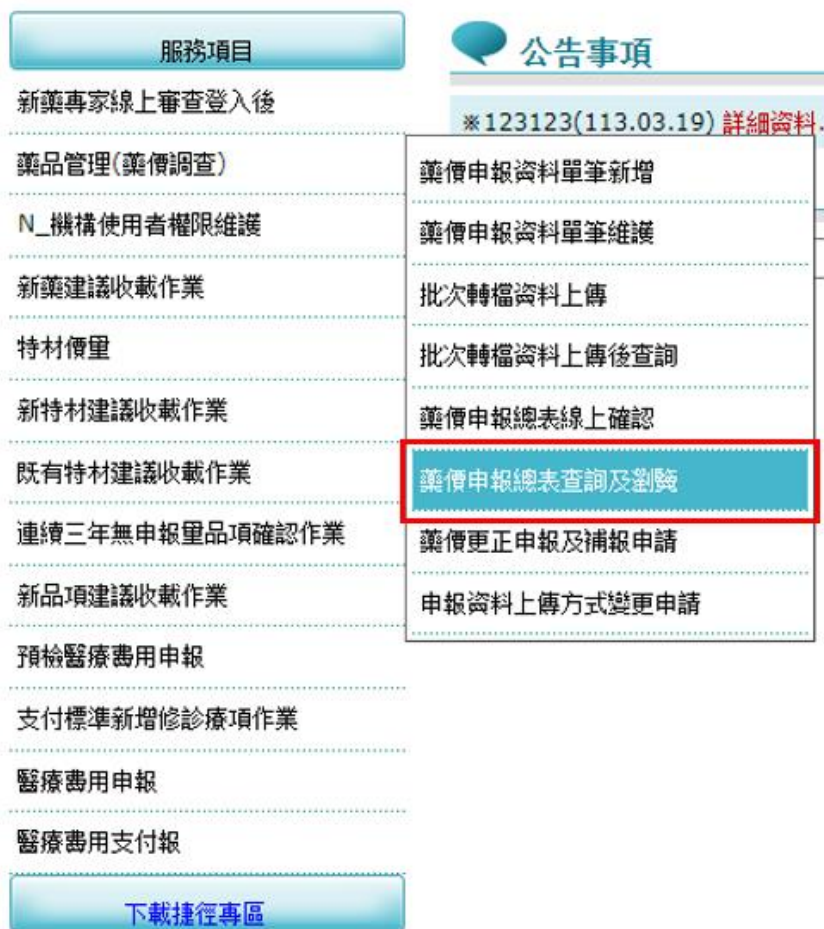 服務項目
新藥專家線上審查登入後
藥品管理(藥價調查)
N_機構使用者權限維護
新藥建議收載作業
特材價量
新特材建議收載作業
既有特材建議收載作業
連續三年無申報量品項確認作業
新品項建議收載作業
預檢醫療費用申報
支付標準新增修診療項作業
醫療費用申報
醫療費用支付報
下載捷徑專區
公告事項
※123123(113.03.19) 詳細資料.
藥價申報資料單筆新增
藥價申報資料單筆維護
批次轉檔資料上傳
批次轉檔資料上傳後查詢
藥價申報總表線上確認
藥價申報總表查詢及瀏覽
藥價更正申報及補報申請
申報資料上傳方式變更申請